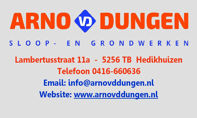 ARNO VD DUNGEN
SLOOP- EN GRONDWERKEN
Lambertusstraat 11a - 5256 TB Hedikhuizen
Telefoon 0416-660636
Email: info@arnovddungen.nl
Website: www.arnovddungen.nl